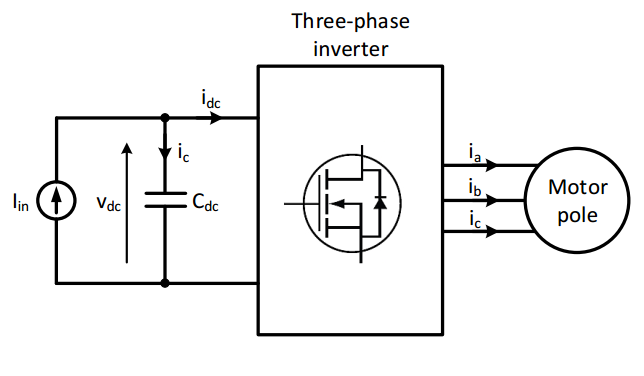 Three-phase
inverter
idc
ic
Iin
vdc
Cdc
ia
ib
ic
Motor
pole